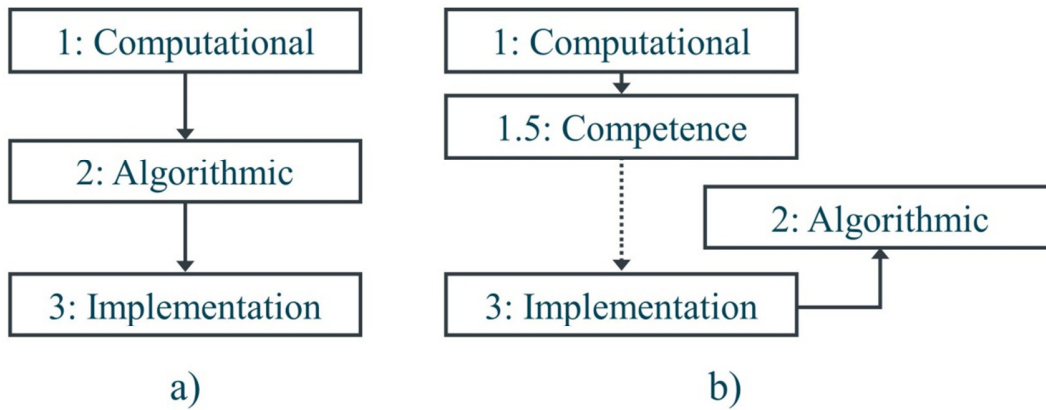 1: Computational
2: Algorithmic
3: Implementation
a)
1: Computational
1.5: Competence
2: Algorithmic
3: Implementation
b)